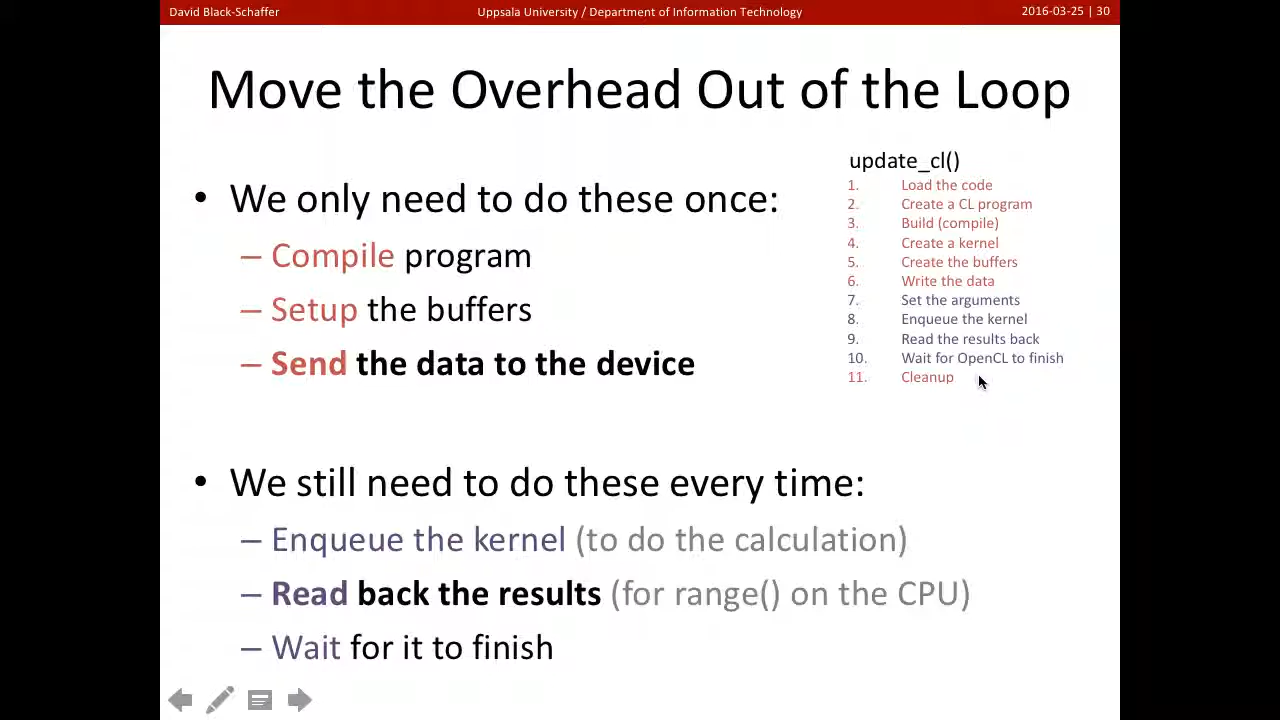 David Black-Schaffer Uppsala University / Department of Information Technology 2016-03-25 | 30
Move the Overhead Out of the Loop
• We only need to do these once:
– Compile program
– Setup the buffers
– Send the data to the device
update_cl()
1. Load the code
2. Create a CL program
3. Build (compile)
4. Create a kernel
5. Create the buffers
6. Write the data
7. Set the arguments
8. Enqueue the kernel
9. Read the results back
10. Wait for OpenCL to finish
11. Cleanup
• We still need to do these every time:
– Enqueue the kernel (to do the calculation)
– Read back the results (for range() on the CPU)
– Wait for it to finish